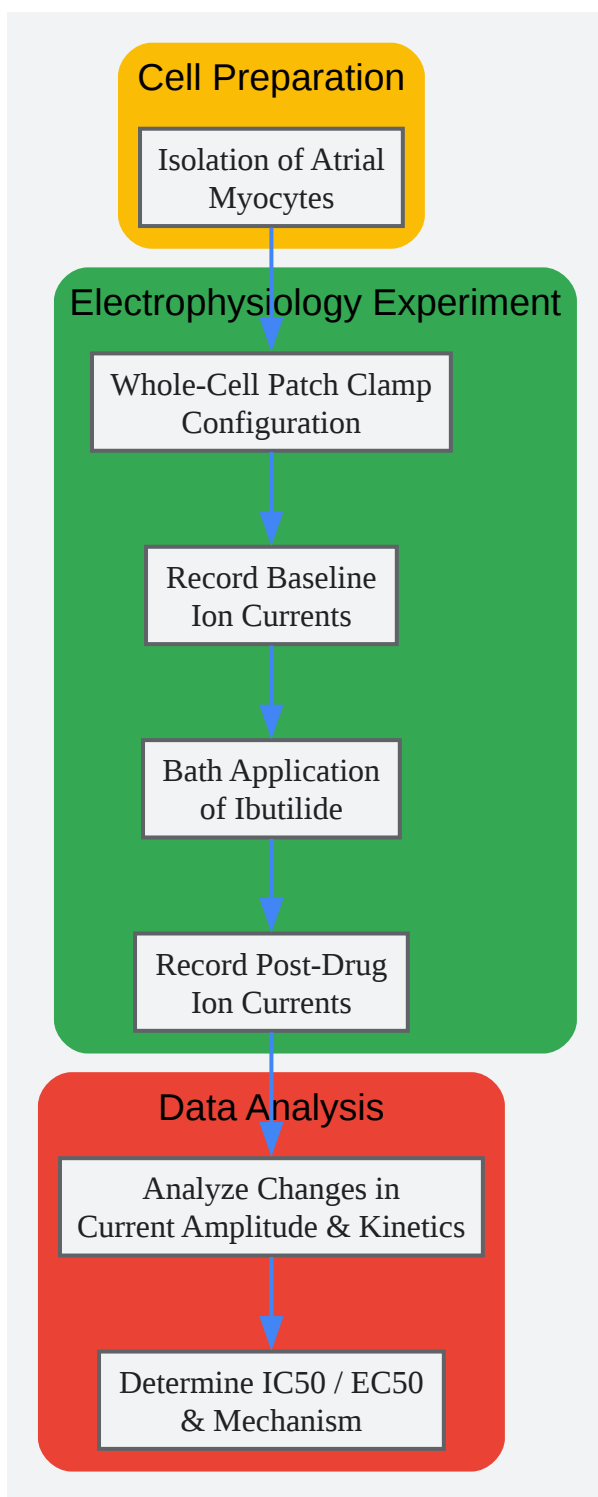 Cell Preparation
Isolation of Atrial
Myocytes
Electrophysiology Experiment
Whole-Cell Patch Clamp
Configuration
Record Baseline
Ion Currents
Bath Application
of Ibutilide
Record Post-Drug
Ion Currents
Data Analysis
Analyze Changes in
Current Amplitude & Kinetics
Determine IC50 / EC50
& Mechanism